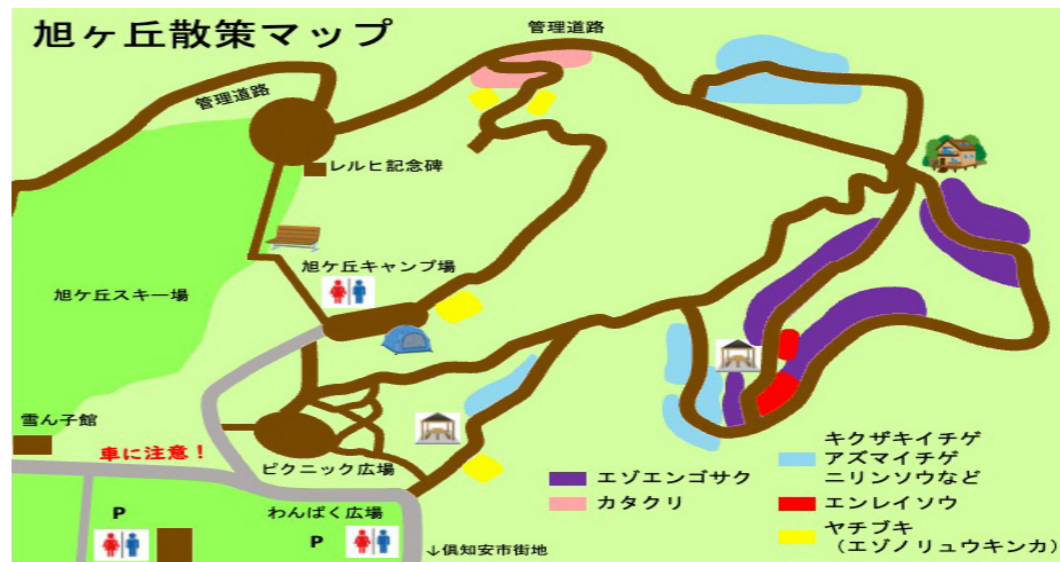 旭ヶ丘散策マップ
管理道路
管理道路
レルヒ記念碑
旭ケ丘キャンプ場
旭ヶ丘スキー場
雪ん子館
車に注意!
ピクニック広場
わんぱく広場
P
P
↓倶知安市街地
エゾエンゴサク
カタクリ
キクザキイチゲ
アズマイチゲ
ニリンソウなど
エンレイソウ
ヤチブキ
(エゾノリュウキンカ)